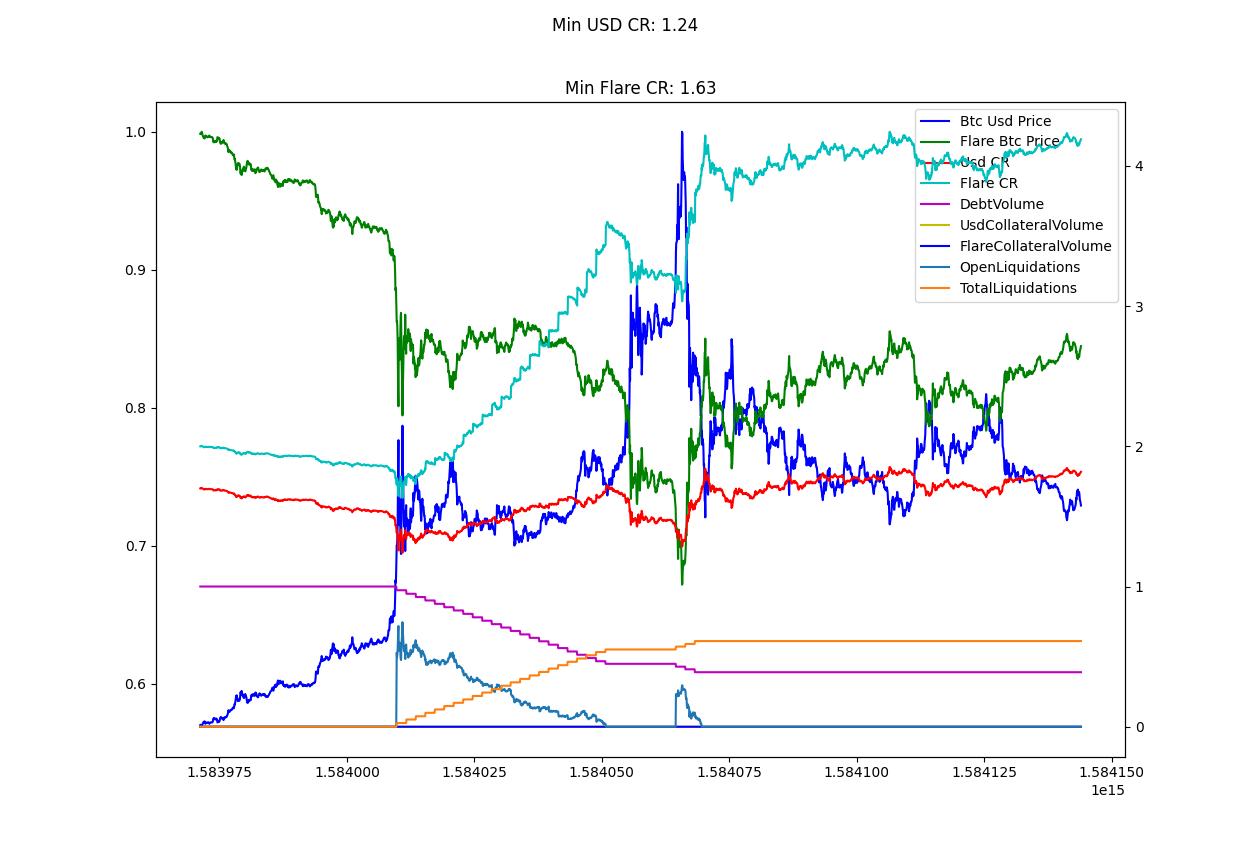 Min USD CR: 1.24
Min Flare CR: 1.63
Btc Usd Price
Flare Btc Price
Usd CR
Flare CR
DebtVolume
UsdCollateralVolume
FlareCollateralVolume
OpenLiquidations
TotalLiquidations
1.0
0.9
0.8
0.7
0.6
4
3
2
1
0
1.583975 1.584000 1.584025 1.584050 1.584075 1.584100 1.584125 1.584150
1e15